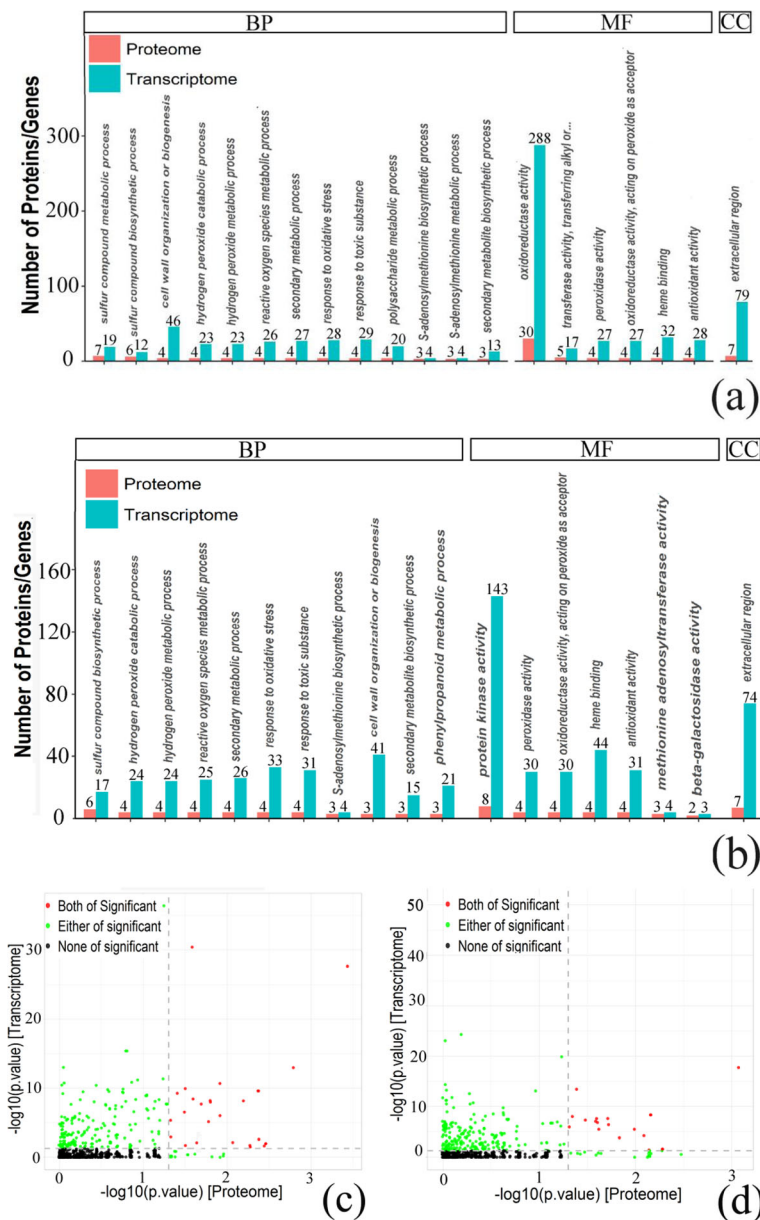 BP MF CC
Proteome
Transcriptome
Number of Proteins/Genes
300
200
100
0
sulfur compound metabolic process
sulfur compound biosynthetic process
cell wall organization or biogenesis
hydrogen peroxide catabolic process
hydrogen peroxide metabolic process
reactive oxygen species metabolic process
secondary metabolic process
response to oxidative stress
response to toxic substance
polysaccharide metabolic process
S-adenosylmethionine biosynthetic process
S-adenosylmethionine metabolic process
secondary metabolite biosynthetic process
oxidoreductase activity
transferase activity, transferring alkyl or...
peroxidase activity
oxidoreductase activity, acting on peroxide as acceptor
heme binding
antioxidant activity
extracellular region
7 19 6 12 4 46 4 23 4 23 4 26 4 27 4 28 4 29 4 20 3 4 3 4 3 13 30 288 5 17 4 27 4 27 4 32 4 28 7 79
(a)
BP MF CC
Proteome
Transcriptome
Number of Proteins/Genes
160
120
80
40
0
sulfur compound biosynthetic process
hydrogen peroxide catabolic process
hydrogen peroxide metabolic process
reactive oxygen species metabolic process
secondary metabolic process
response to oxidative stress
response to toxic substance
S-adenosylmethionine biosynthetic process
cell wall organization or biogenesis
secondary metabolite biosynthetic process
phenylpropanoid metabolic process
protein kinase activity
peroxidase activity
oxidoreductase activity, acting on peroxide as acceptor
heme binding
antioxidant activity
methionine adenosyltransferase activity
beta-galactosidase activity
extracellular region
6 17 4 24 4 24 4 25 4 26 4 33 4 31 3 4 3 41 3 15 3 21 8 143 4 30 4 30 4 44 4 31 3 4 2 3 7 74
(b)
Both of Significant
Either of significant
None of significant
-log10(p.value) [Transcriptome]
30
20
10
0
0 1 2 3
-log10(p.value) [Proteome]
(c)
Both of Significant
Either of significant
None of significant
-log10(p.value) [Transcriptome]
50
40
30
20
10
0
0 1 2 3
-log10(p.value) [Proteome]
(d)